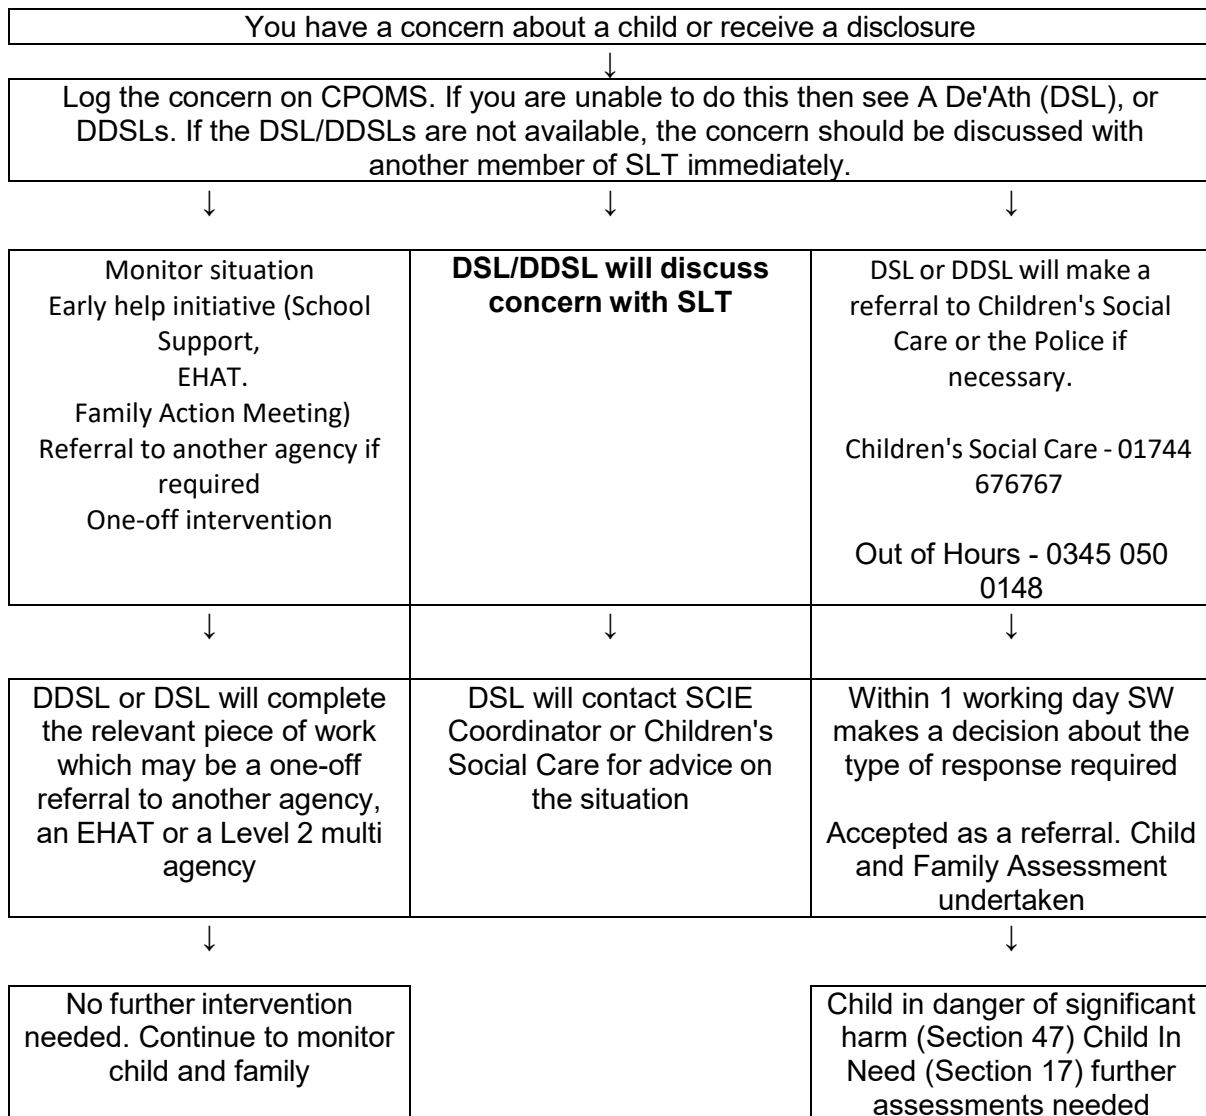 You have a concern about a child or receive a disclosure
↓
Log the concern on CPOMS. If you are unable to do this then see A De'Ath (DSL), or
DDSLs. If the DSL/DDSLs are not available, the concern should be discussed with
another member of SLT immediately.
↓ ↓ ↓
Monitor situation
Early help initiative (School
Support,
EHAT.
Family Action Meeting)
Referral to another agency if
required
One-off intervention
DSL/DDSL will discuss
concern with SLT
DSL or DDSL will make a
referral to Children's Social
Care or the Police if
necessary.
Children's Social Care - 01744
676767
Out of Hours - 0345 050
0148
↓ ↓ ↓
DDSL or DSL will complete
the relevant piece of work
which may be a one-off
referral to another agency,
an EHAT or a Level 2 multi
agency
DSL will contact SCIE
Coordinator or Children's
Social Care for advice on
the situation
Within 1 working day SW
makes a decision about the
type of response required
Accepted as a referral. Child
and Family Assessment
undertaken
↓ ↓
No further intervention
needed. Continue to monitor
child and family
Child in danger of significant
harm (Section 47) Child In
Need (Section 17) further
assessments needed